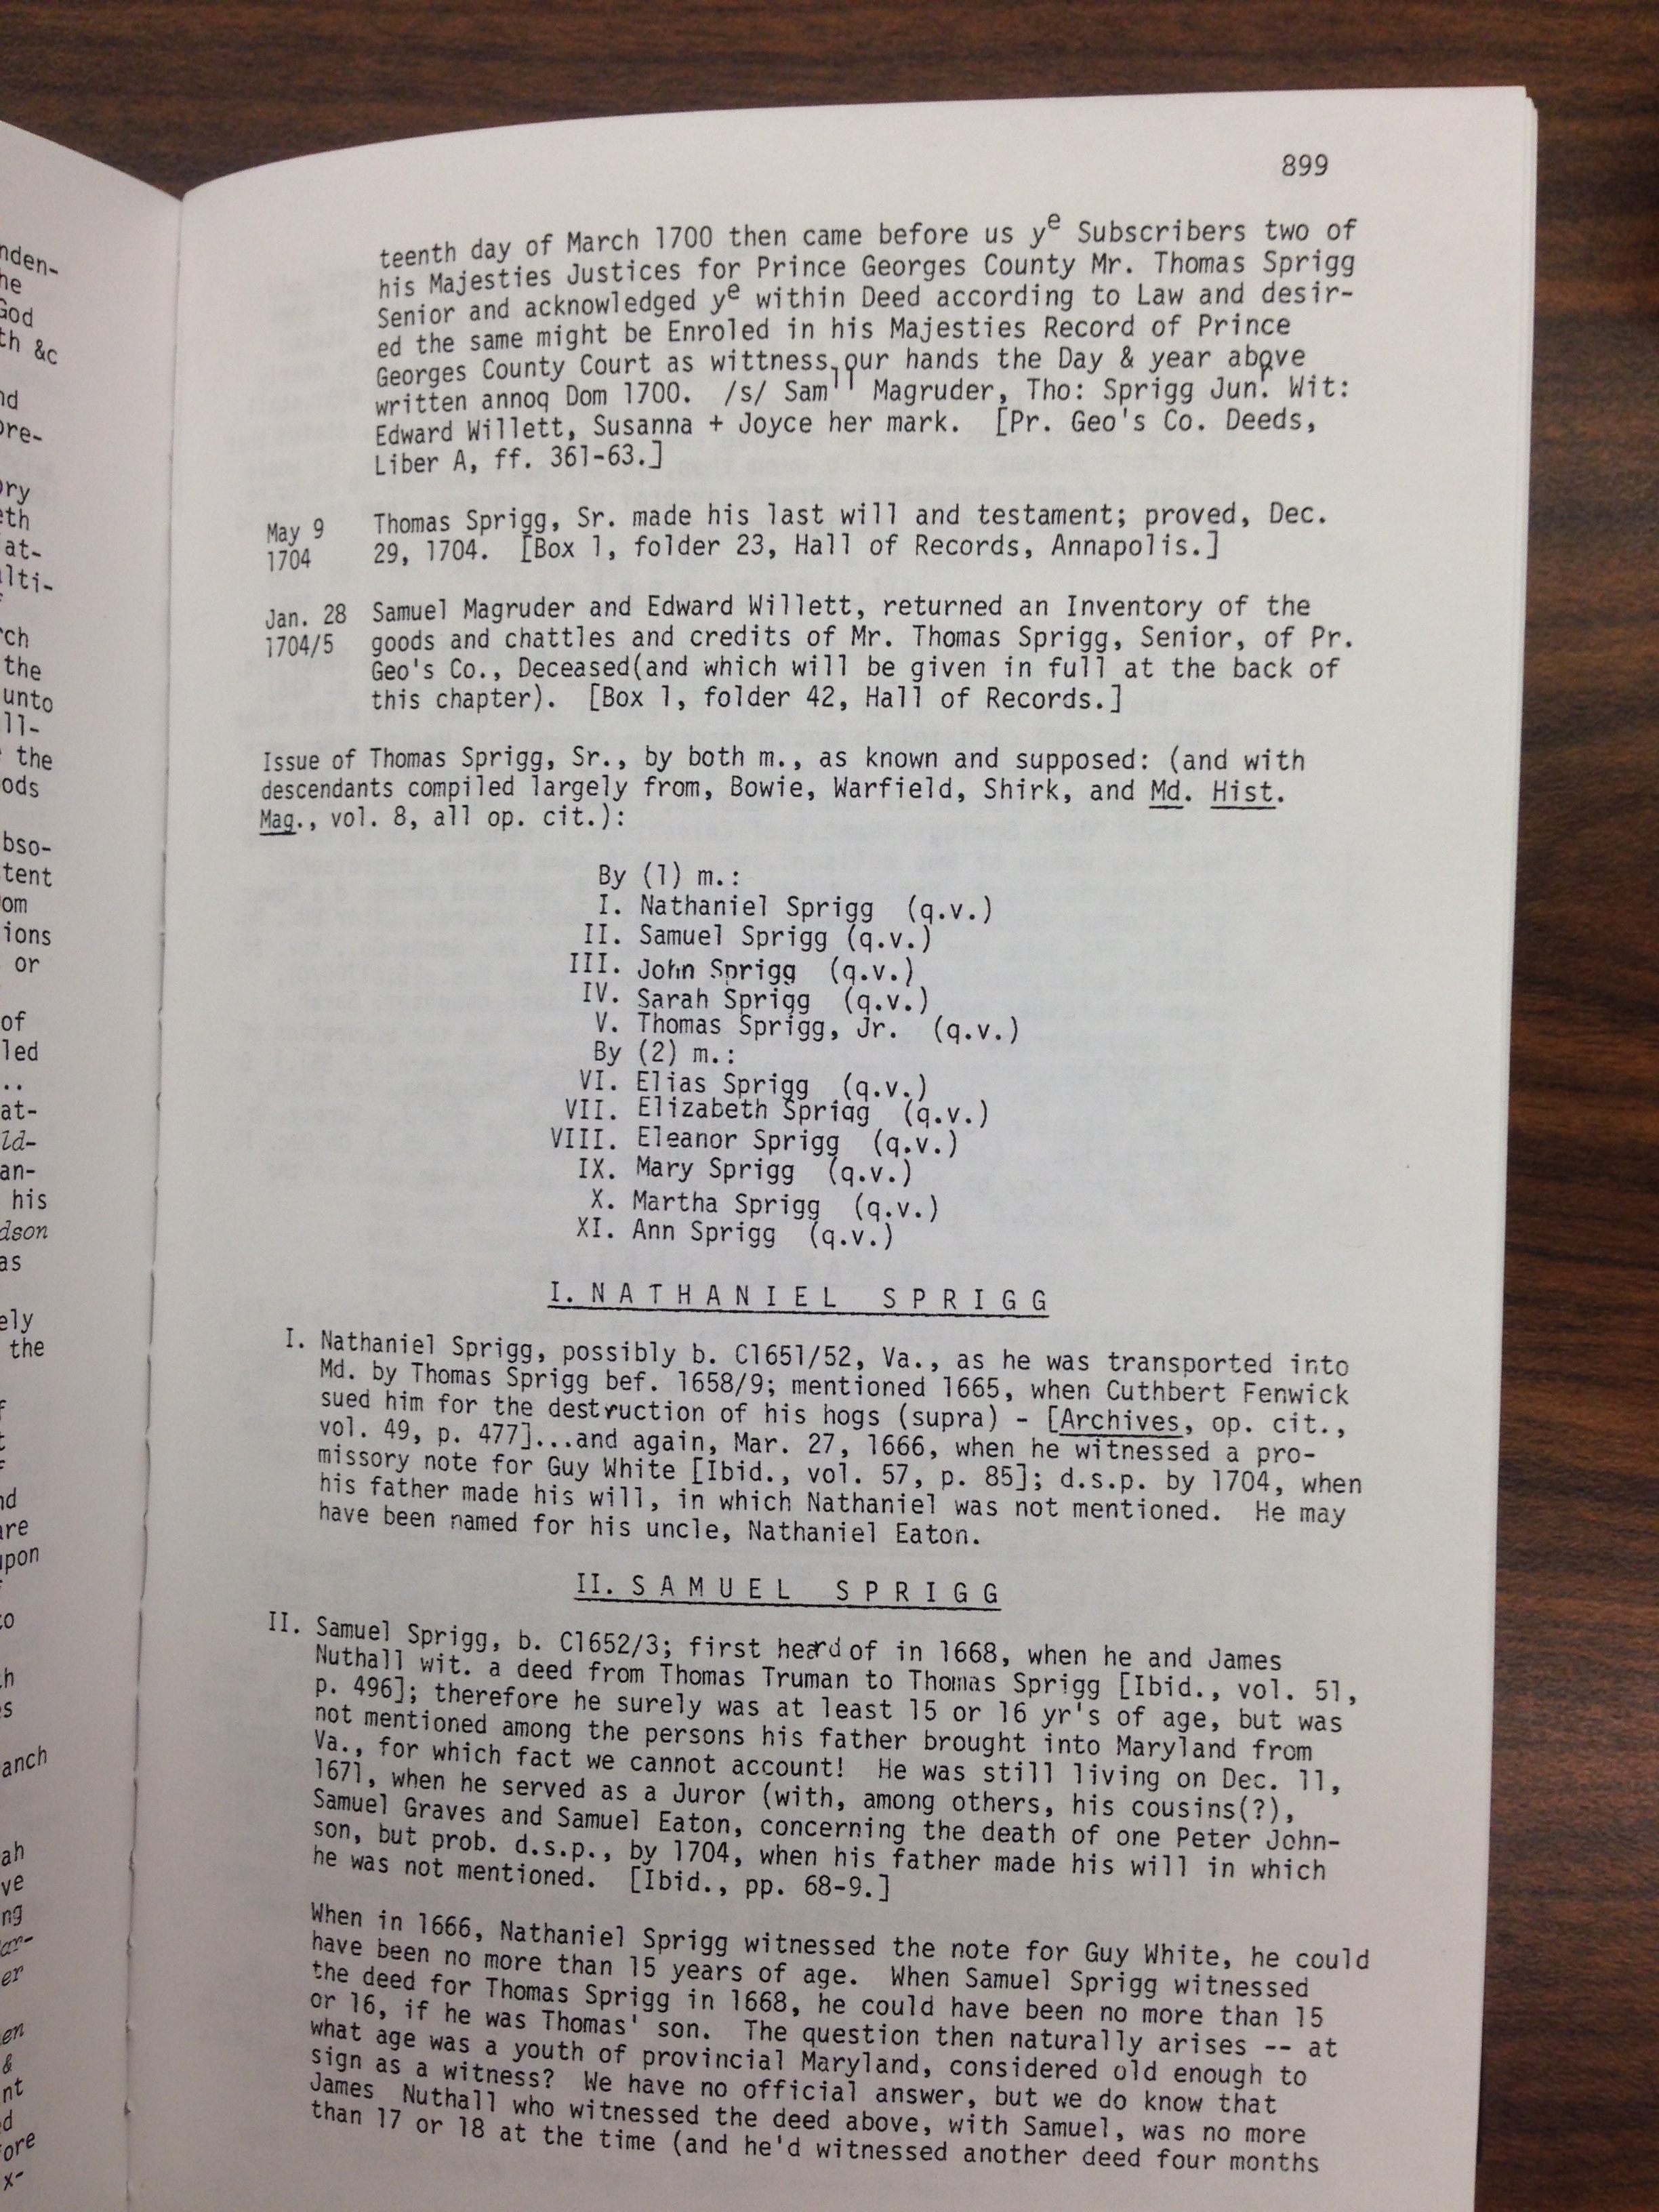 899
teenth day of March 1700 then came before us yᵉ Subscribers two of
his Majesties Justices for Prince Georges County Mr. Thomas Sprigg
Senior and acknowledged yᵉ within Deed according to Law and desir-
ed the same might be Enroled in his Majesties Record of Prince
Georges County Court as wittness our hands the Day & year above
written annoq Dom 1700. /s/ Samˡˡ Magruder, Tho: Sprigg Junʳ. Wit:
Edward Willett, Susanna + Joyce her mark. [Pr. Geo's Co. Deeds,
Liber A, ff. 361-63.]
May 9 Thomas Sprigg, Sr. made his last will and testament; proved, Dec.
1704 29, 1704. [Box 1, folder 23, Hall of Records, Annapolis.]
Jan. 28 Samuel Magruder and Edward Willett, returned an Inventory of the
1704/5 goods and chattles and credits of Mr. Thomas Sprigg, Senior, of Pr.
Geo's Co., Deceased(and which will be given in full at the back of
this chapter). [Box 1, folder 42, Hall of Records.]
Issue of Thomas Sprigg, Sr., by both m., as known and supposed: (and with
descendants compiled largely from, Bowie, Warfield, Shirk, and Md. Hist.
Mag., vol. 8, all op. cit.):
By (1) m.:
I. Nathaniel Sprigg (q.v.)
II. Samuel Sprigg (q.v.)
III. John Sprigg (q.v.)
IV. Sarah Sprigg (q.v.)
V. Thomas Sprigg, Jr. (q.v.)
By (2) m.:
VI. Elias Sprigg (q.v.)
VII. Elizabeth Sprigg (q.v.)
VIII. Eleanor Sprigg (q.v.)
IX. Mary Sprigg (q.v.)
X. Martha Sprigg (q.v.)
XI. Ann Sprigg (q.v.)
I. NATHANIEL SPRIGG
I. Nathaniel Sprigg, possibly b. C1651/52, Va., as he was transported into
Md. by Thomas Sprigg bef. 1658/9; mentioned 1665, when Cuthbert Fenwick
sued him for the destruction of his hogs (supra) - [Archives, op. cit.,
vol. 49, p. 477]...and again, Mar. 27, 1666, when he witnessed a pro-
missory note for Guy White [Ibid., vol. 57, p. 85]; d.s.p. by 1704, when
his father made his will, in which Nathaniel was not mentioned. He may
have been named for his uncle, Nathaniel Eaton.
II. SAMUEL SPRIGG
II. Samuel Sprigg, b. C1652/3; first heard of in 1668, when he and James
Nuthall wit. a deed from Thomas Truman to Thomas Sprigg [Ibid., vol. 51,
p. 496]; therefore he surely was at least 15 or 16 yr's of age, but was
not mentioned among the persons his father brought into Maryland from
Va., for which fact we cannot account! He was still living on Dec. 11,
1671, when he served as a Juror (with, among others, his cousins(?),
Samuel Graves and Samuel Eaton, concerning the death of one Peter John-
son, but prob. d.s.p., by 1704, when his father made his will in which
he was not mentioned. [Ibid., pp. 68-9.]
When in 1666, Nathaniel Sprigg witnessed the note for Guy White, he could
have been no more than 15 years of age. When Samuel Sprigg witnessed
the deed for Thomas Sprigg in 1668, he could have been no more than 15
or 16, if he was Thomas' son. The question then naturally arises -- at
what age was a youth of provincial Maryland, considered old enough to
sign as a witness? We have no official answer, but we do know that
James Nuthall who witnessed the deed above, with Samuel, was no more
than 17 or 18 at the time (and he'd witnessed another deed four months